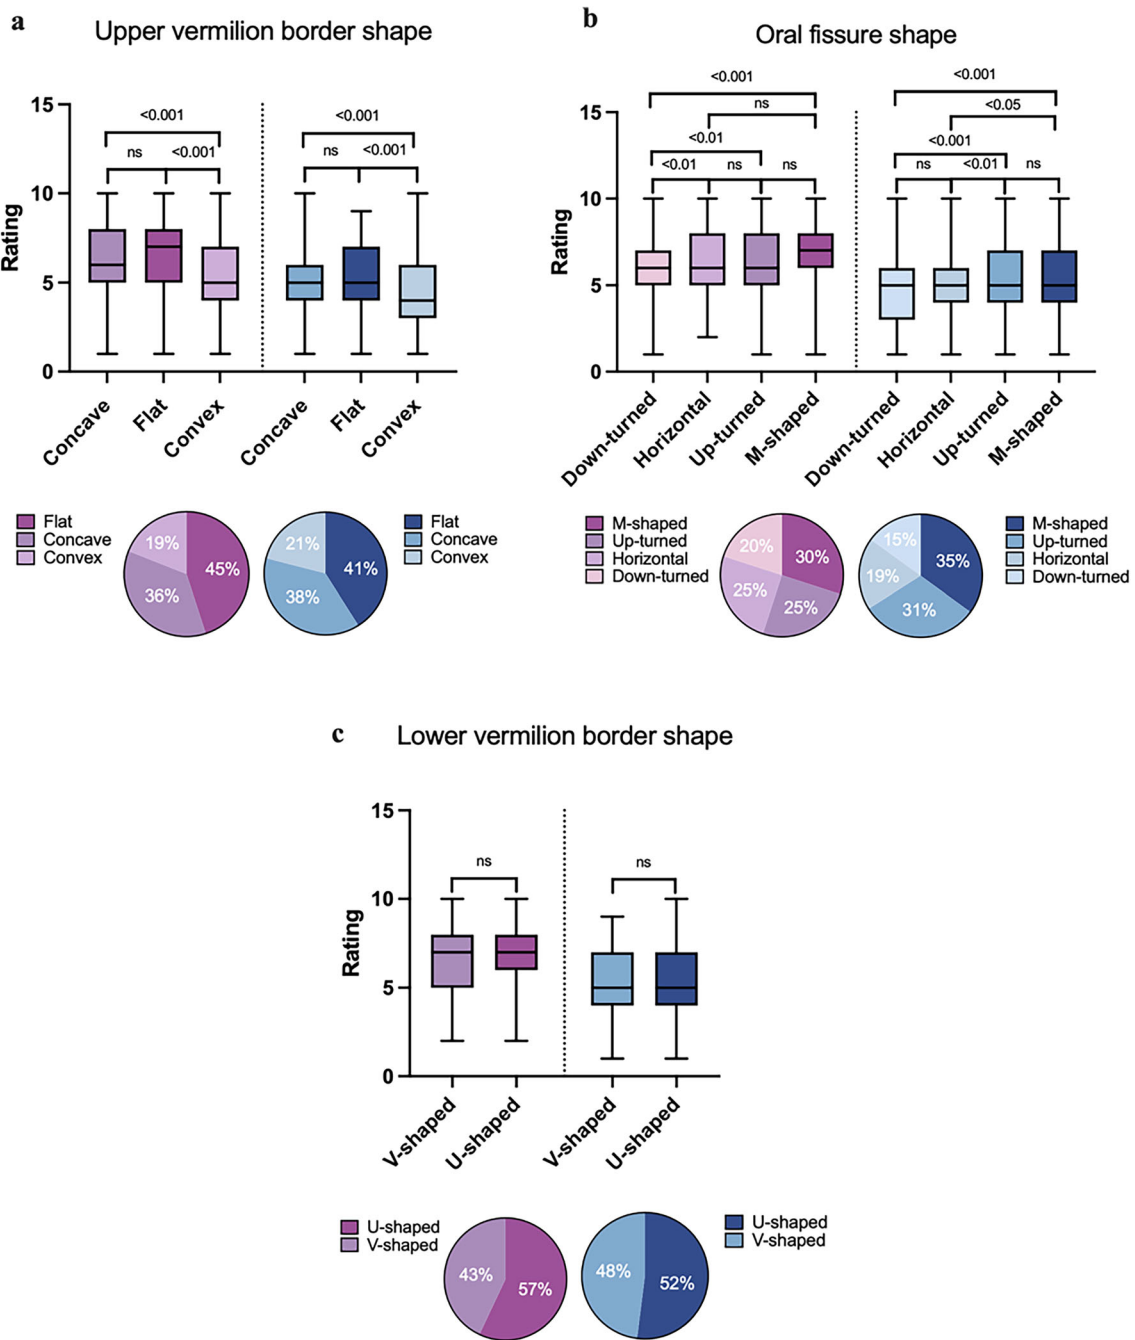 a
Upper vermilion border shape
<0.001
<0.001
ns <0.001
ns <0.001
15
10
5
0
Rating
Concave
Flat
Convex
Concave
Flat
Convex
Flat
Concave
Convex
19%
45%
36%
21%
41%
38%
Flat
Concave
Convex
b
Oral fissure shape
<0.001
<0.001
ns
<0.05
<0.01
<0.001
<0.01 ns ns
ns <0.01 ns
15
10
5
0
Rating
Down-turned
Horizontal
Up-turned
M-shaped
Down-turned
Horizontal
Up-turned
M-shaped
M-shaped
Up-turned
Horizontal
Down-turned
20%
30%
25%
25%
15%
35%
19%
31%
M-shaped
Up-turned
Horizontal
Down-turned
c
Lower vermilion border shape
ns
ns
15
10
5
0
Rating
V-shaped
U-shaped
V-shaped
U-shaped
U-shaped
V-shaped
43%
57%
48%
52%
U-shaped
V-shaped